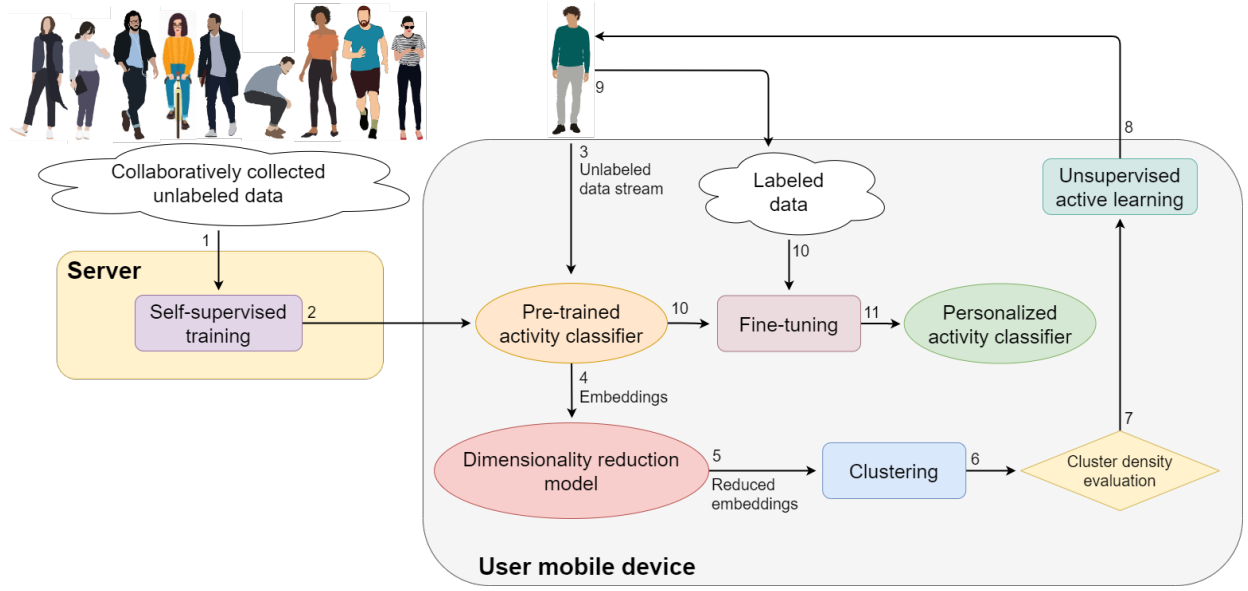 Collaboratively collected
unlabeled data
1
Server
Self-supervised
training
2
3
Unlabeled
data stream
9
Labeled
data
10
8
Unsupervised
active learning
Pre-trained
activity classifier
10
Fine-tuning
11
Personalized
activity classifier
4
Embeddings
Dimensionality reduction
model
5
Reduced
embeddings
Clustering
6
7
Cluster density
evaluation
User mobile device